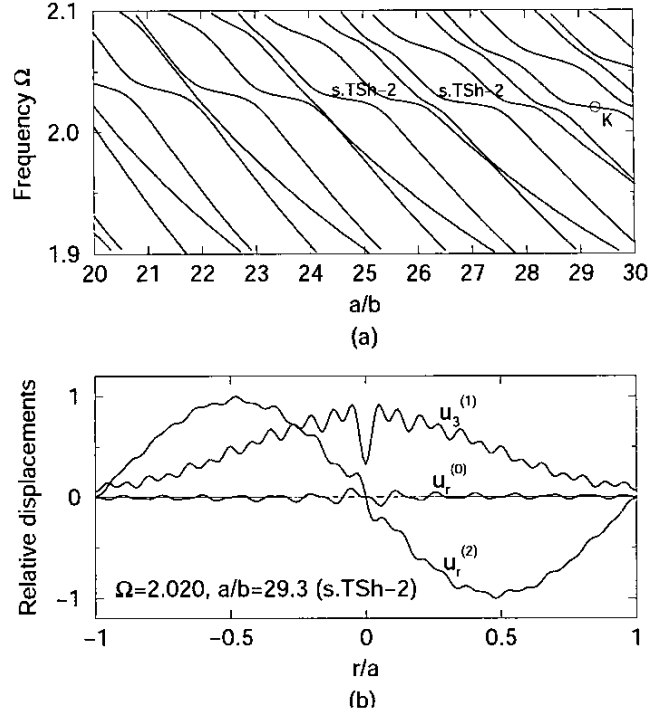 2.1
s.TSh-2 s.TSh-2
K
2.0
1.9
Frequency Ω
20 21 22 23 24 25 26 27 28 29 30
a/b
(a)
1
u₃⁽¹⁾
uᵣ⁽⁰⁾
0
uᵣ⁽²⁾
Ω=2.020, a/b=29.3 (s.TSh-2)
-1
Relative displacements
-1 -0.5 0 0.5 1
r/a
(b)